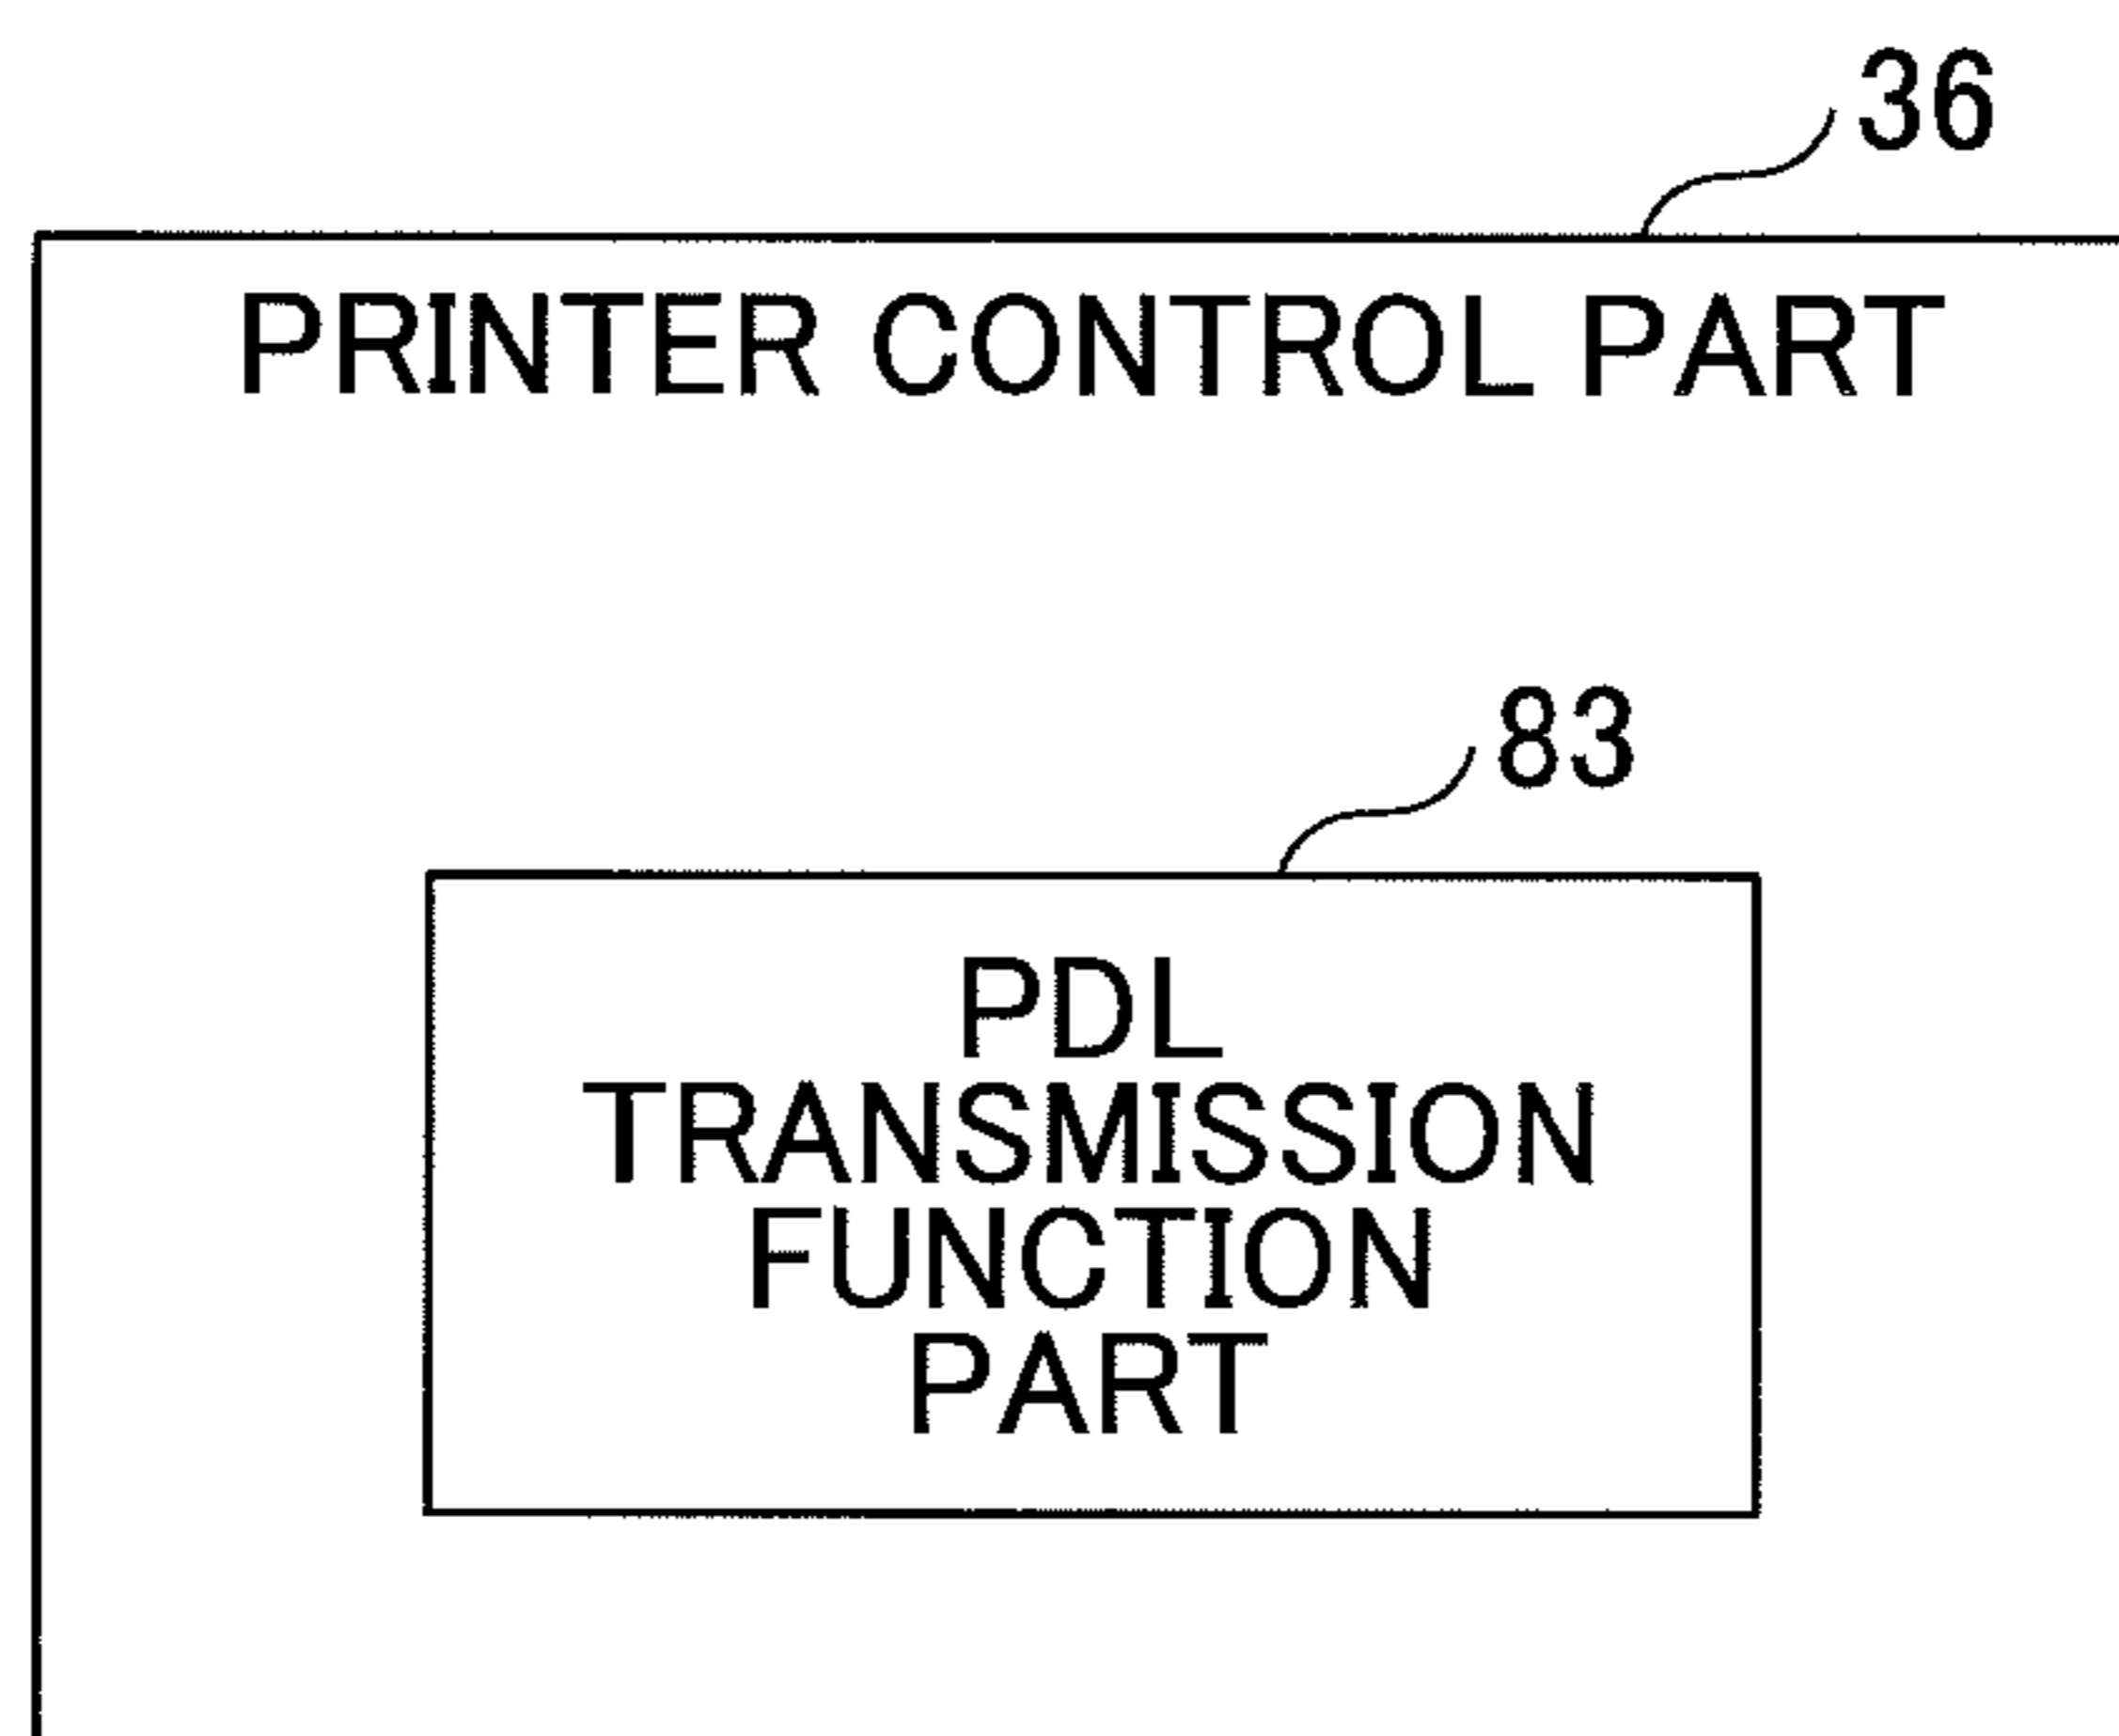 36
PRINTER CONTROL PART
83
PDL
TRANSMISSION
FUNCTION
PART